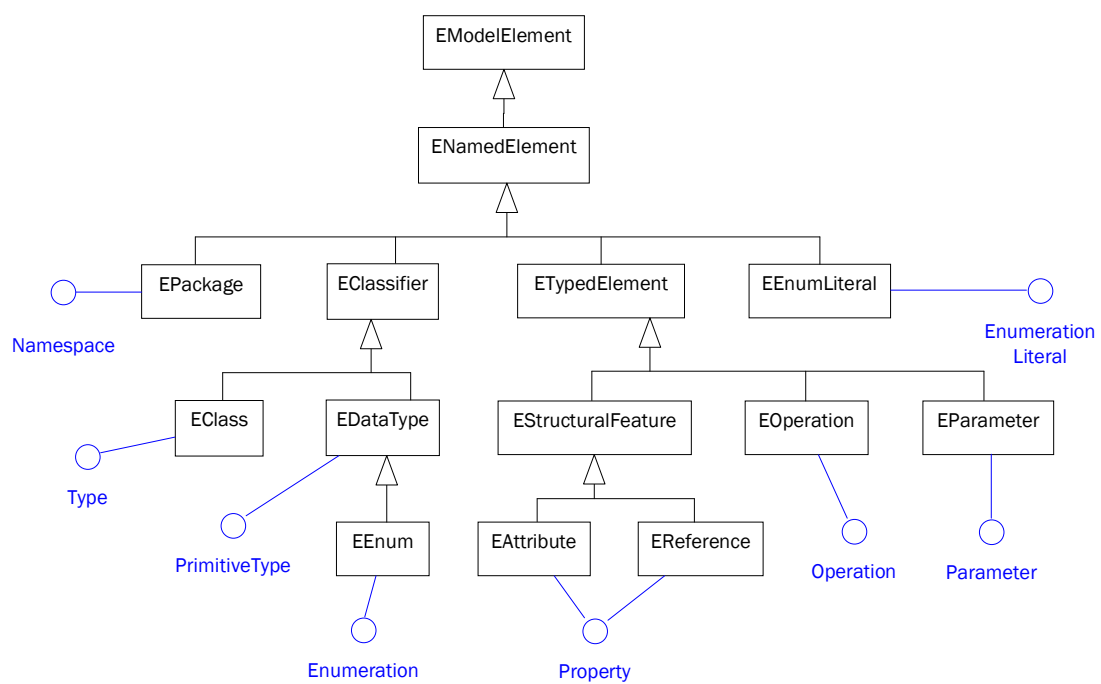 EModelElement
ENamedElement
EPackage
EClassifier
ETypedElement
EEnumLiteral
Namespace
Enumeration
Literal
EClass
EDataType
EStructuralFeature
EOperation
EParameter
Type
EEnum
EAttribute
EReference
PrimitiveType
Operation
Parameter
Enumeration
Property